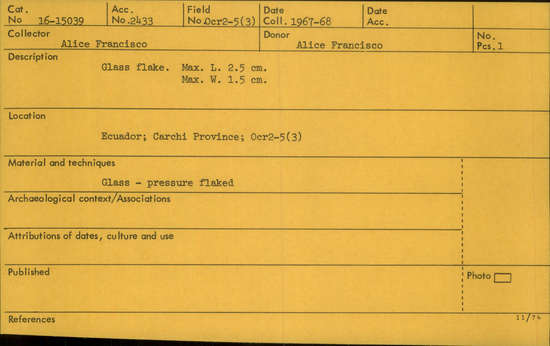 Cat. No 16-15039 Acc. No.2433 Field No.Ocr2-5(3) Date Coll. 1967-68 Date Acc.
Collector Alice Francisco Donor Alice Francisco No. Pcs.1
Description
Glass flake. Max. L. 2.5 cm.
Max. W. 1.5 cm.
Location
Ecuador; Carchi Province; Ocr2-5(3)
Material and techniques
Glass - pressure flaked
Archaeological context/Associations
Attributions of dates, culture and use
Published Photo
References 11/74